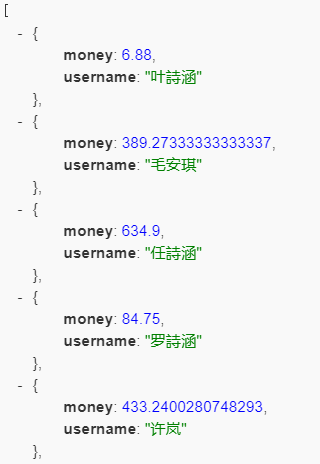 [
- {
money: 6.88,
username: "叶詩涵"
},
- {
money: 389.27333333333337,
username: "毛安琪"
},
- {
money: 634.9,
username: "任詩涵"
},
- {
money: 84.75,
username: "罗詩涵"
},
- {
money: 433.2400280748293,
username: "许岚"
},